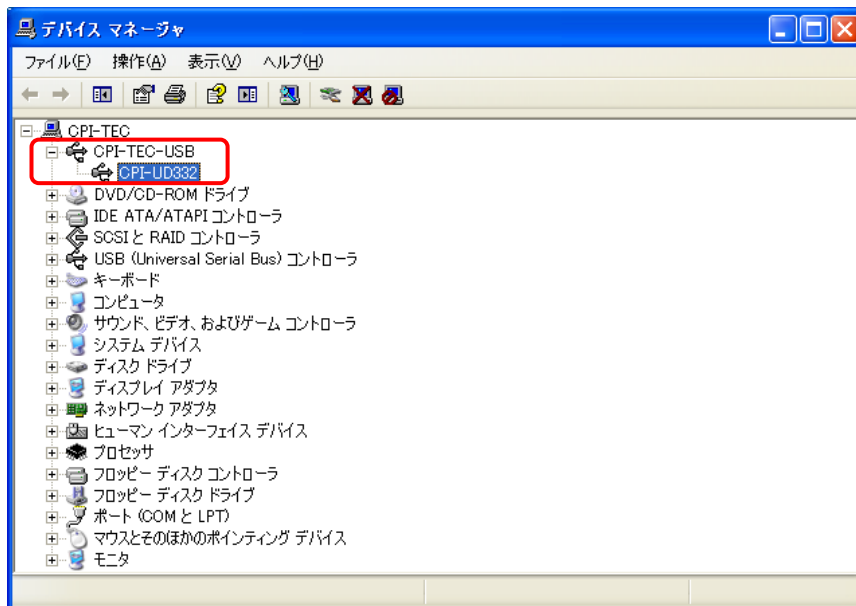 デバイス マネージャ
ファイル(F) 操作(A) 表示(V) ヘルプ(H)
CPI-TEC
CPI-TEC-USB
CPI-UD332
DVD/CD-ROM ドライブ
IDE ATA/ATAPI コントローラ
SCSI と RAID コントローラ
USB (Universal Serial Bus) コントローラ
キーボード
コンピュータ
サウンド、ビデオ、およびゲーム コントローラ
システム デバイス
ディスク ドライブ
ディスプレイ アダプタ
ネットワーク アダプタ
ヒューマン インターフェイス デバイス
プロセッサ
フロッピー ディスク コントローラ
フロッピー ディスク ドライブ
ポート (COM と LPT)
マウスとそのほかのポインティング デバイス
モニタ